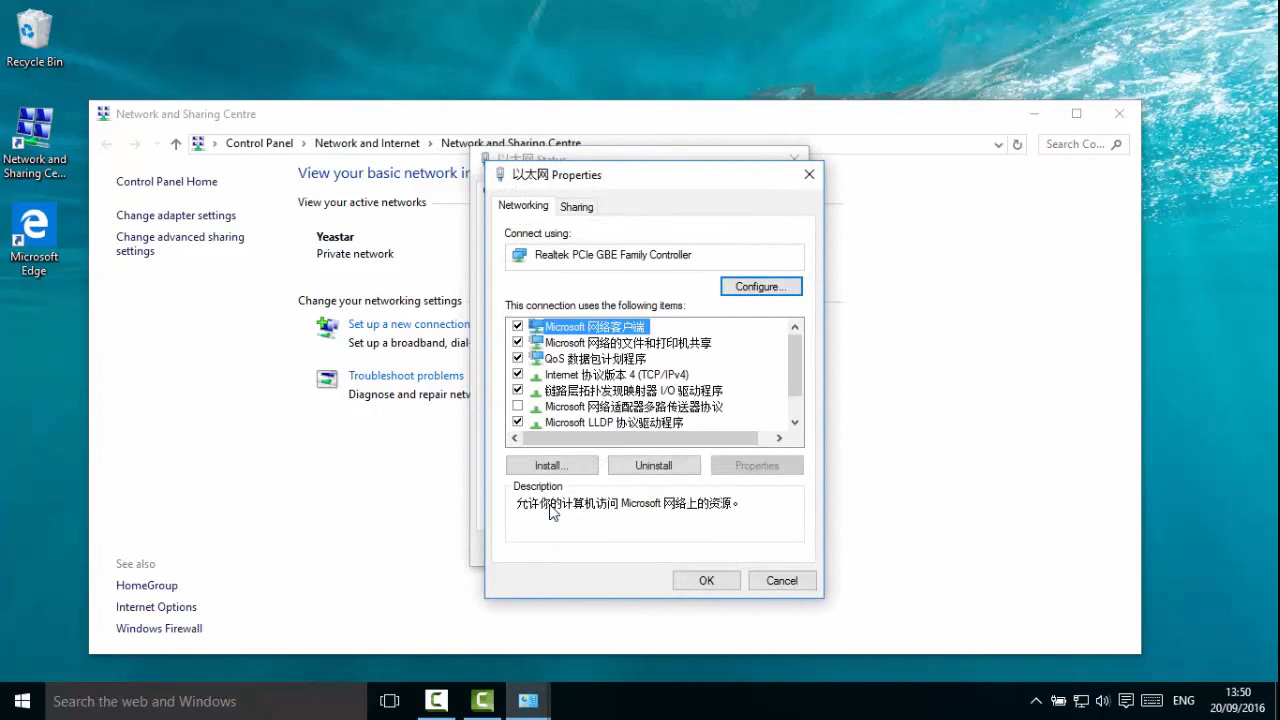 Recycle Bin
Network and
Sharing Ce...
Microsoft
Edge
Network and Sharing Centre
Control Panel > Network and Internet > Network and Sharing Centre
Search Co...
Control Panel Home
Change adapter settings
Change advanced sharing
settings
See also
HomeGroup
Internet Options
Windows Firewall
View your basic network in
View your active networks
Yeastar
Private network
Change your networking settings
Set up a new connection
Set up a broadband, dial
Troubleshoot problems
Diagnose and repair netw
以太网 Status
以太网 Properties
Networking
Sharing
Connect using:
Realtek PCIe GBE Family Controller
Configure...
This connection uses the following items:
Microsoft 网络客户端
Microsoft 网络的文件和打印机共享
QoS 数据包计划程序
Internet 协议版本 4 (TCP/IPv4)
链路层拓扑发现映射器 I/O 驱动程序
Microsoft 网络适配器多路传送器协议
Microsoft LLDP 协议驱动程序
Install...
Uninstall
Properties
Description
允许你的计算机访问 Microsoft 网络上的资源。
OK
Cancel
Search the web and Windows
ENG
13:50
20/09/2016